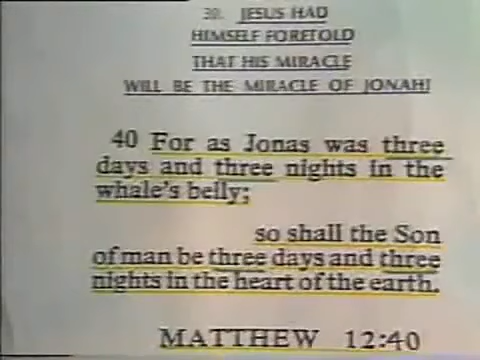 30. JESUS HAD
HIMSELF FORETOLD
THAT HIS MIRACLE
WILL BE THE MIRACLE OF JONAH!
40 For as Jonas was three
days and three nights in the
whale's belly;
so shall the Son
of man be three days and three
nights in the heart of the earth.
MATTHEW 12:40